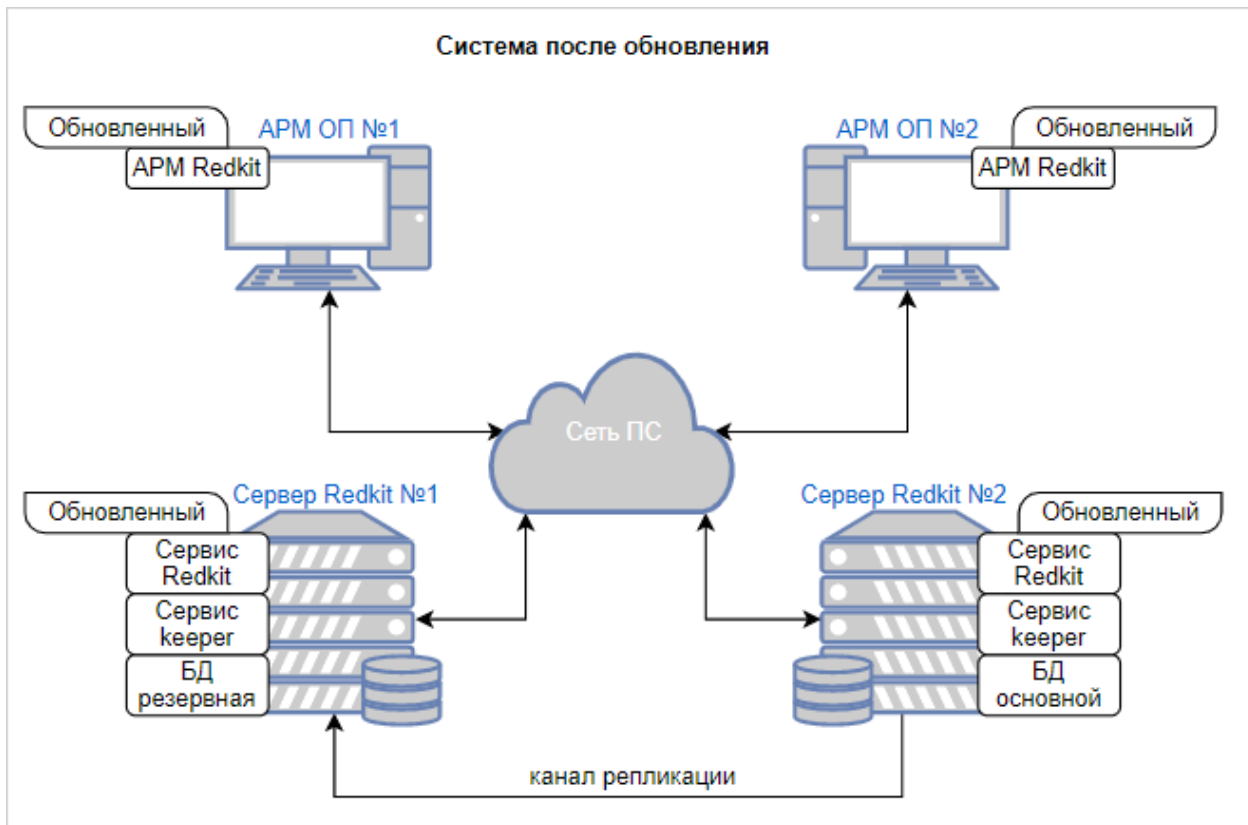 Система после обновления
Обновленный
АРМ ОП №1
АРМ Redkit
АРМ ОП №2
Обновленный
АРМ Redkit
Сеть ПС
Обновленный
Сервер Redkit №1
Сервис
Redkit
Сервис
keeper
БД
резервная
Сервер Redkit №2
Обновленный
Сервис
Redkit
Сервис
keeper
БД
основной
канал репликации